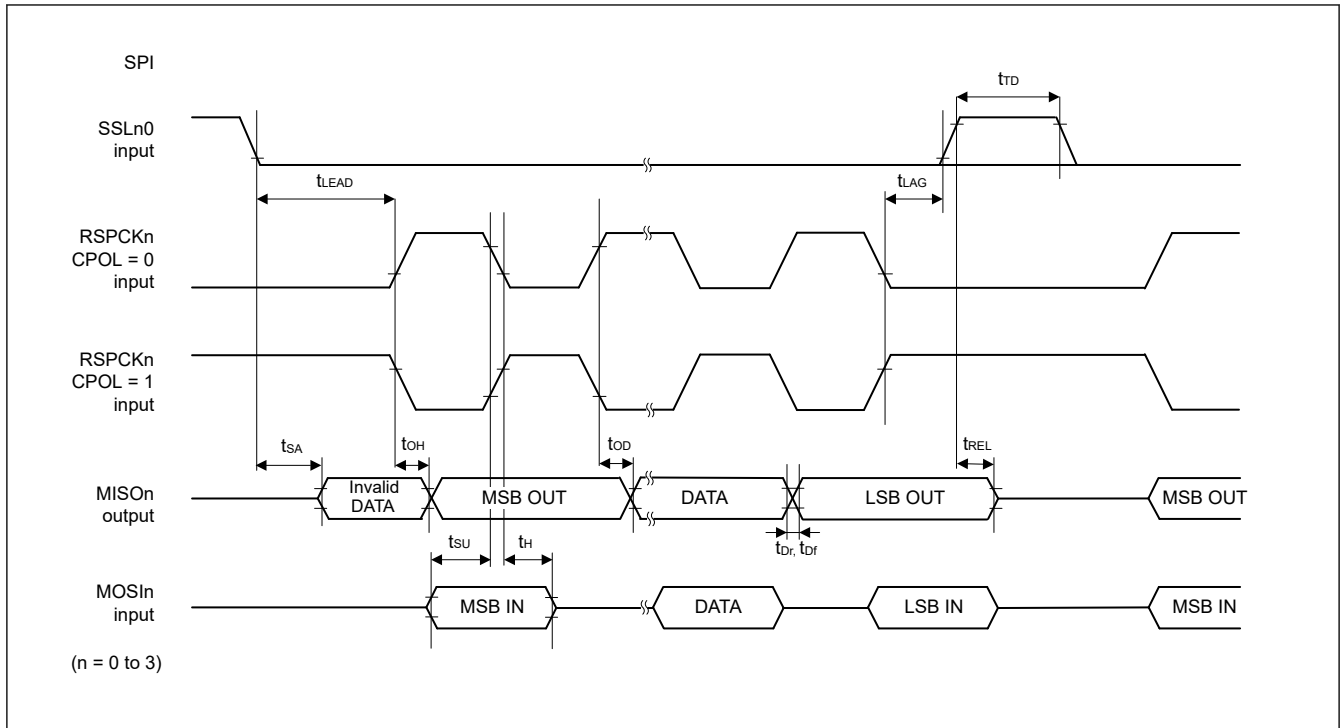 SPI
tTD
SSLn0
input
tLEAD
tLAG
RSPCKn
CPOL = 0
input
RSPCKn
CPOL = 1
input
tSA
tOH
tOD
tREL
MISOn
output
Invalid
DATA
MSB OUT
DATA
LSB OUT
MSB OUT
tSU
tH
tDr, tDf
MOSIn
input
MSB IN
DATA
LSB IN
MSB IN
(n = 0 to 3)